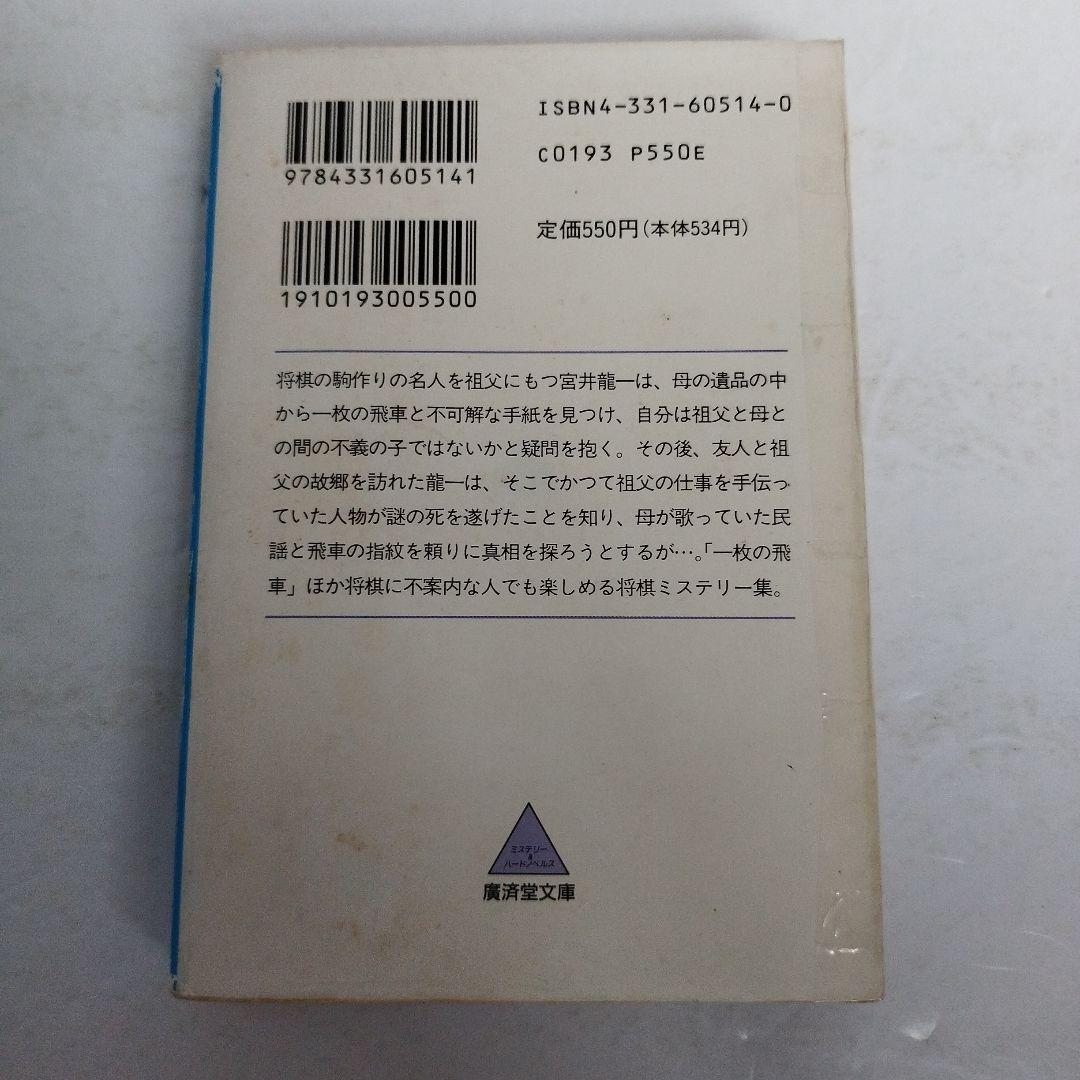 ISBN4-331-60514-0
9784331605141
C0193 P550E
定価550円(本体534円)
1910193005500
将棋の駒作りの名人を祖父にもつ宮井龍一は、母の遺品の中
から一枚の飛車と不可解な手紙を見つけ、自分は祖父と母と
の間の不義の子ではないかと疑問を抱く。その後、友人と祖
父の故郷を訪れた龍一は、そこでかつて祖父の仕事を手伝っ
ていた人物が謎の死を遂げたことを知り、母が歌っていた民
謡と飛車の指紋を頼りに真相を探ろうとするが…。「一枚の飛
車」ほか将棋に不案内な人でも楽しめる将棋ミステリー集。
ミステリー
&
ハードノベルス
廣済堂文庫